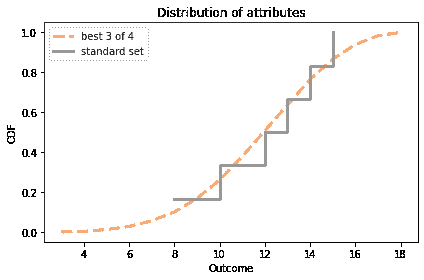 Distribution of attributes
best 3 of 4
standard set
1.0
0.8
0.6
0.4
0.2
0.0
CDF
4 6 8 10 12 14 16 18
Outcome